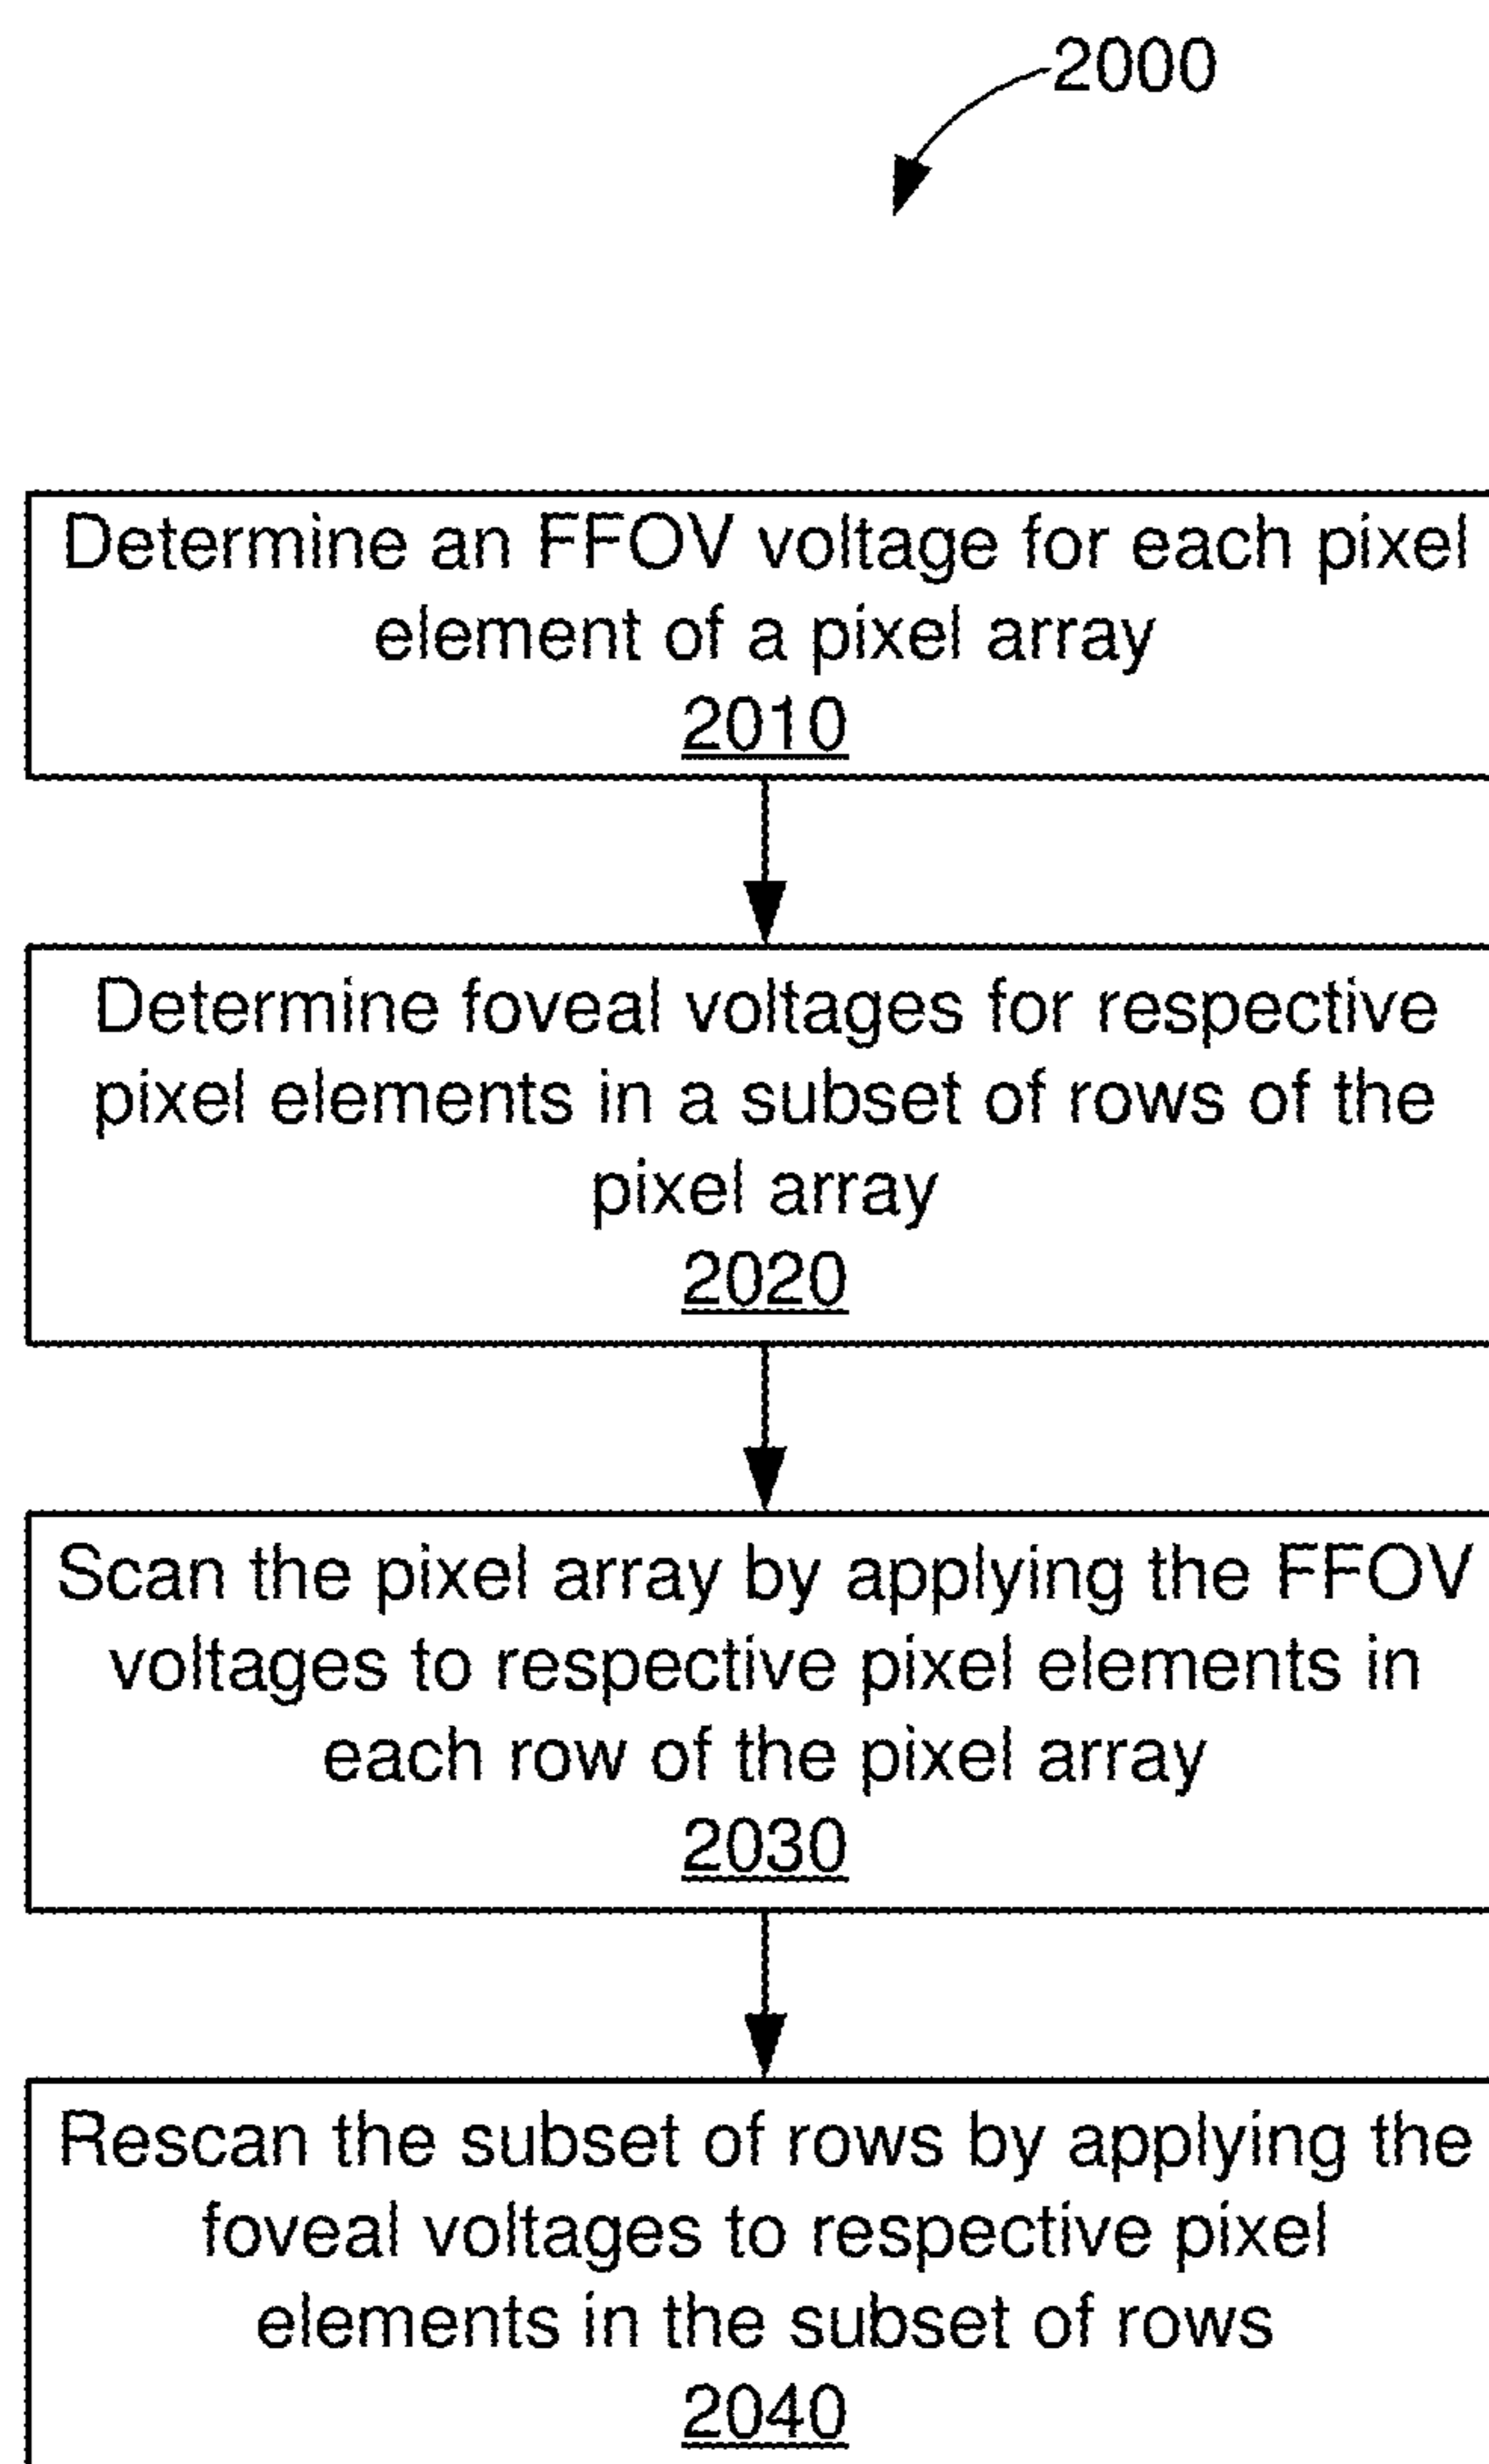 2000
Determine an FFOV voltage for each pixel
element of a pixel array
2010
Determine foveal voltages for respective
pixel elements in a subset of rows of the
pixel array
2020
Scan the pixel array by applying the FFOV
voltages to respective pixel elements in
each row of the pixel array
2030
Rescan the subset of rows by applying the
foveal voltages to respective pixel
elements in the subset of rows
2040